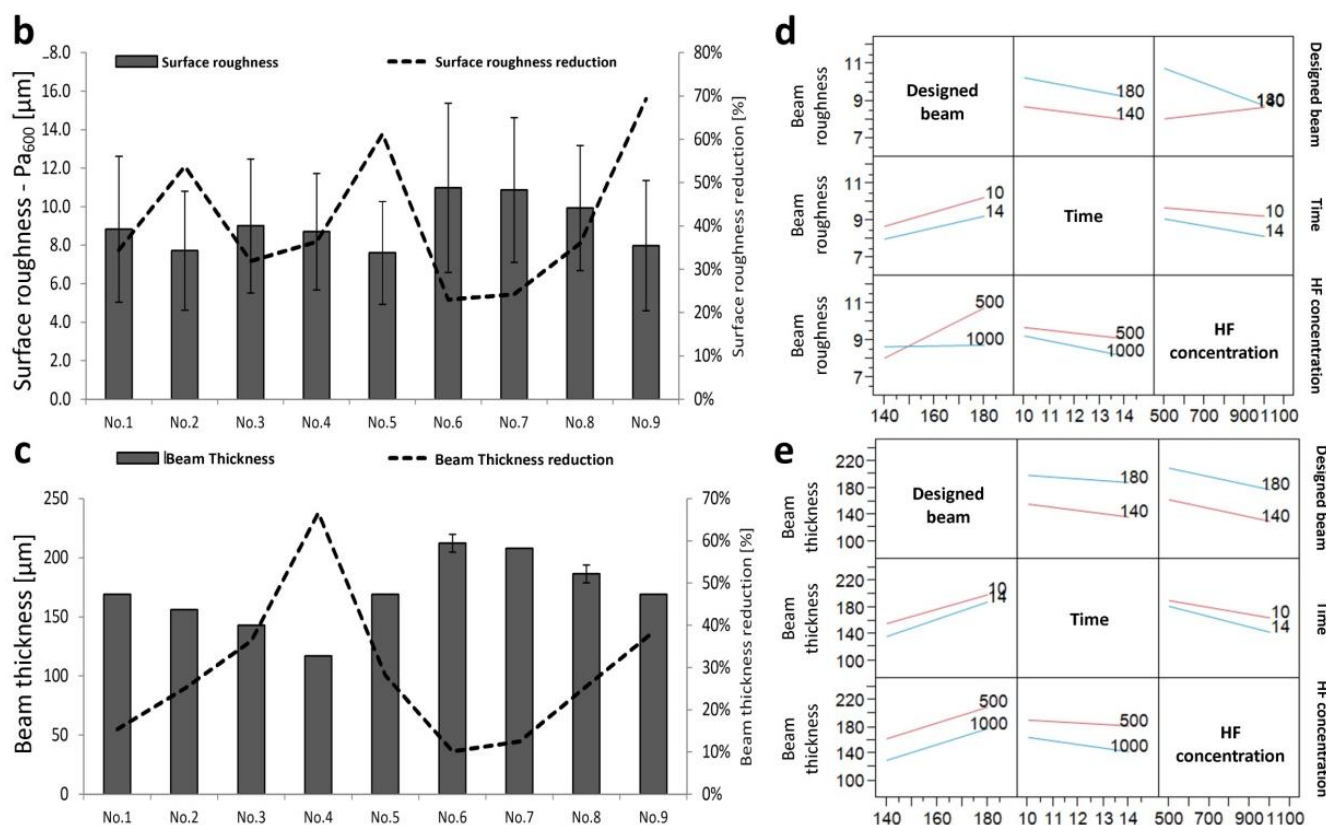 b
Surface roughness - Pa600 [µm]
.8.0
16.0
14.0
12.0
10.0
8.0
6.0
4.0
2.0
0.0
Surface roughness
Surface roughness reduction
80%
70%
60%
50%
40%
30%
20%
10%
0%
Surface roughness reduction [%]
No.1 No.2 No.3 No.4 No.5 No.6 No.7 No.8 No.9
c
Beam thickness [µm]
250
200
150
100
50
0
Beam Thickness
Beam Thickness reduction
70%
60%
50%
40%
30%
20%
10%
0%
Beam thickness reduction [%]
No.1 No.2 No.3 No.4 No.5 No.6 No.7 No.8 No.9
d
Beam roughness
11
9
7
Designed beam
180
140
180
140
Designed beam
Beam roughness
11
9
7
10
14
Time
10
14
Time
Beam roughness
11
9
7
500
1000
500
1000
HF concentration
HF concentration
140 160 180 10 11 12 13 14 500 700 900 1100
e
Beam thickness
220
180
140
100
Designed beam
180
140
180
140
Designed beam
Beam thickness
220
180
140
100
10
14
Time
10
14
Time
Beam thickness
220
180
140
100
500
1000
500
1000
HF concentration
HF concentration
140 160 180 10 11 12 13 14 500 700 900 1100